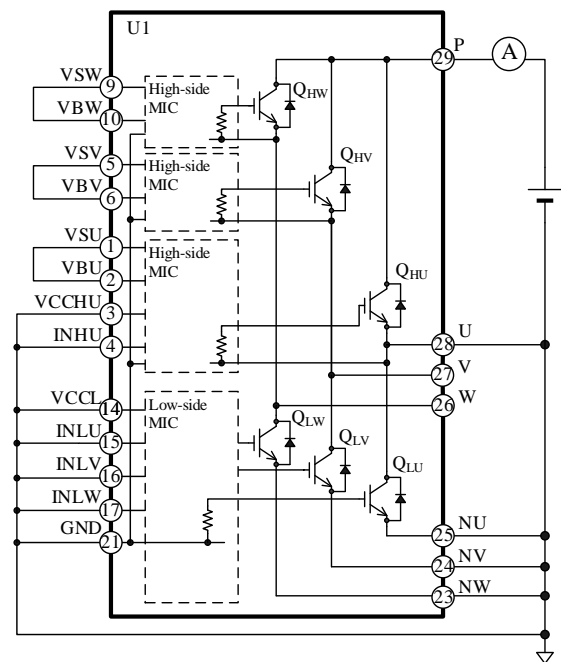 U1
29 P A
VSW 9
High-side
MIC
QHW
VBW 10
VSV 5
High-side
MIC
QHV
VBV 6
VSU 1
High-side
MIC
VBU 2
QHU
VCCHU 3
INHU 4
28 U
27 V
26 W
VCCL 14
Low-side
MIC
QLW
QLV
QLU
INLU 15
INLV 16
INLW 17
GND 21
25 NU
24 NV
23 NW